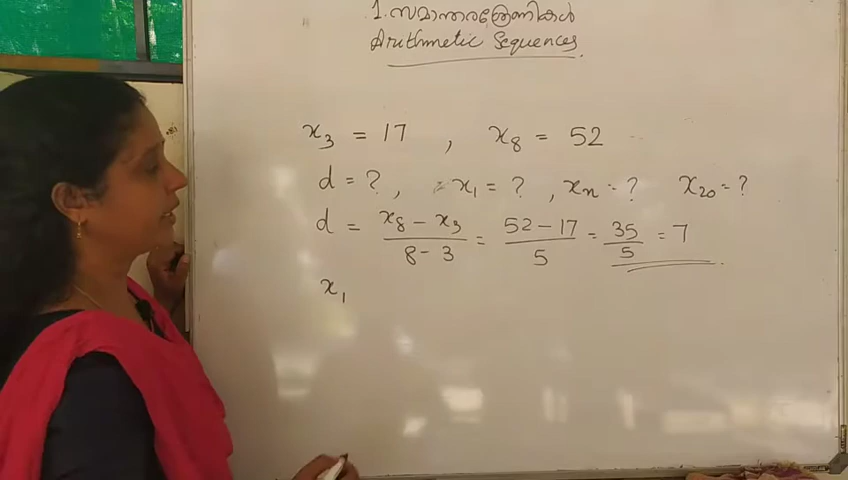 1. സമാന്തരശ്രേണികൾ
Arithmetic Sequences
x₃ = 17 , x₈ = 52
d = ? , x₁ = ? , xₙ = ? x₂₀ = ?
d = (x₈ − x₃)/(8 − 3) = (52 − 17)/5 = 35/5 = 7
x₁